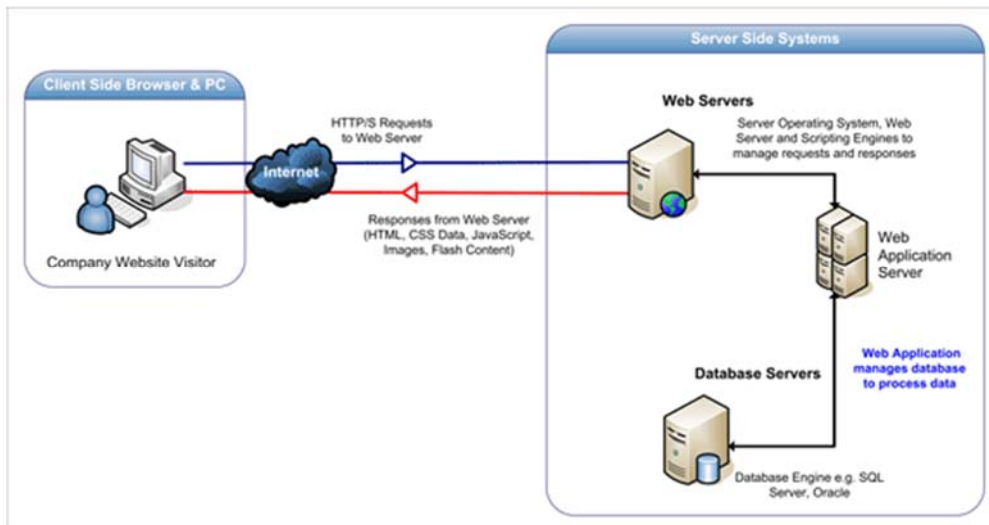 Client Side Browser & PC
Company Website Visitor
HTTP/S Requests
to Web Server
Internet
Responses from Web Server
(HTML, CSS Data, JavaScript,
Images, Flash Content)
Server Side Systems
Web Servers
Server Operating System, Web
Server and Scripting Engines to
manage requests and responses
Web
Application
Server
Web Application
manages database
to process data
Database Servers
Database Engine e.g. SQL
Server, Oracle